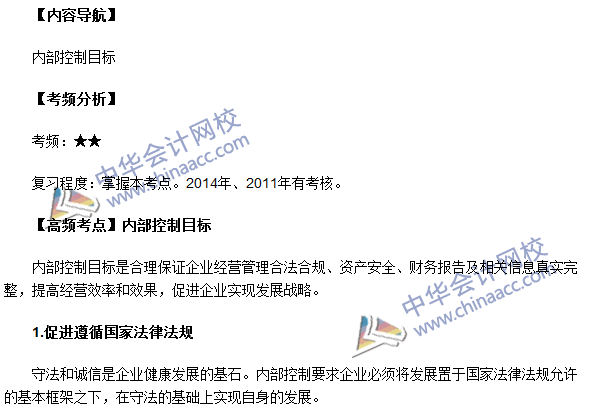 【内容导航】
内部控制目标
【考频分析】
考频：★★
复习程度：掌握本考点。2014年、2011年有考核。
【高频考点】内部控制目标
内部控制目标是合理保证企业经营管理合法合规、资产安全、财务报告及相关信息真实完
整，提高经营效率和效果，促进企业实现发展战略。
1.促进遵循国家法律法规
守法和诚信是企业健康发展的基石。内部控制要求企业必须将发展置于国家法律法规允许
的基本框架之下，在守法的基础上实现自身的发展。
中华会计网校
www.chinaacc.com
中华会计网校
www.chinaacc.com